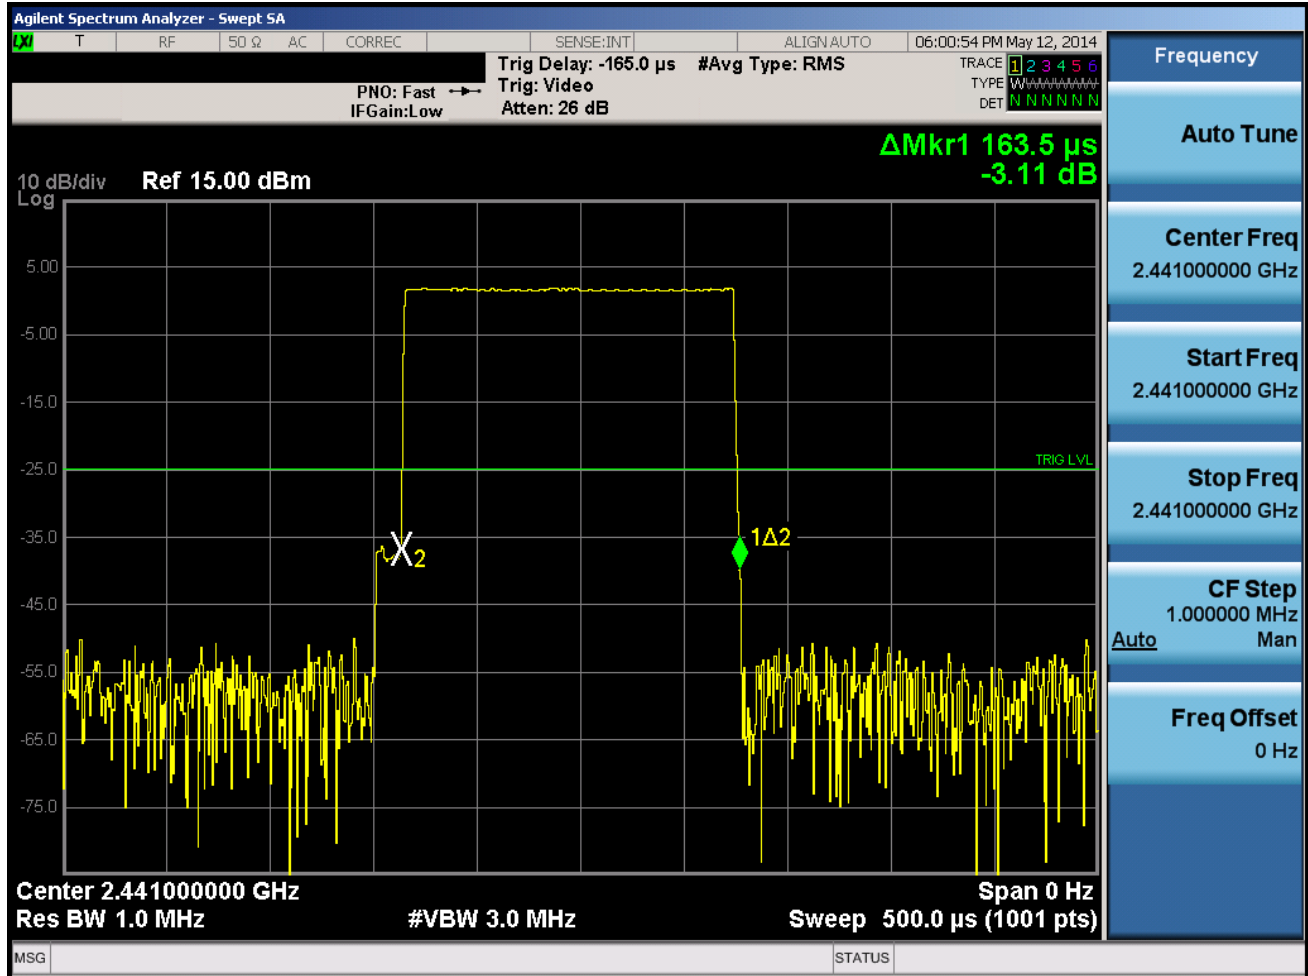 Agilent Spectrum Analyzer - Swept SA
LXI T RF 50 Ω AC CORREC SENSE:INT ALIGN AUTO 06:00:54 PM May 12, 2014
Trig Delay: -165.0 µs #Avg Type: RMS
PNO: Fast Trig: Video
IFGain:Low Atten: 26 dB
TRACE 1 2 3 4 5 6
TYPE WWWWWW
DET N N N N N N
ΔMkr1 163.5 µs
-3.11 dB
10 dB/div Ref 15.00 dBm
Log
5.00
-5.00
-15.0
-25.0
TRIG LVL
-35.0
X2
1Δ2
-45.0
-55.0
-65.0
-75.0
Center 2.441000000 GHz Span 0 Hz
Res BW 1.0 MHz #VBW 3.0 MHz Sweep 500.0 µs (1001 pts)
MSG STATUS
Frequency
Auto Tune
Center Freq
2.441000000 GHz
Start Freq
2.441000000 GHz
Stop Freq
2.441000000 GHz
CF Step
1.000000 MHz
Auto Man
Freq Offset
0 Hz